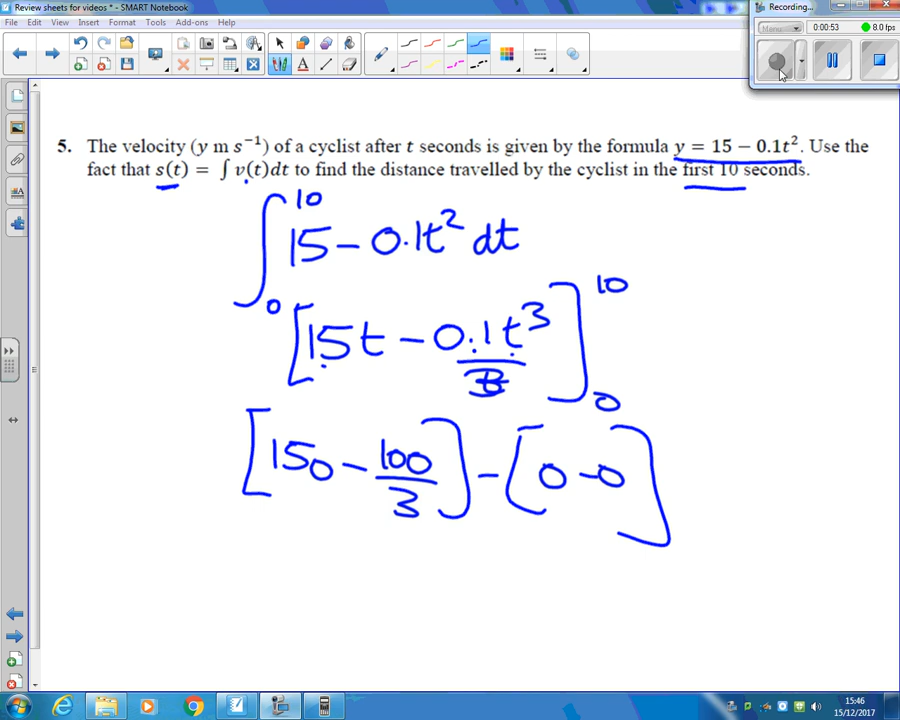 Review sheets for videos * - SMART Notebook
Recording...
File Edit View Insert Format Tools Add-ons Help
Menu
0:00:53
8.0 fps
5. The velocity (y m s⁻¹) of a cyclist after t seconds is given by the formula y = 15 − 0.1t². Use the
fact that s(t) = ∫ v(t)dt to find the distance travelled by the cyclist in the first 10 seconds.
∫₀¹⁰ 15 − 0.1t² dt
[15t − 0.1t³/3]₀¹⁰
[150 − 100/3] − [0 − 0]
15:46
15/12/2017